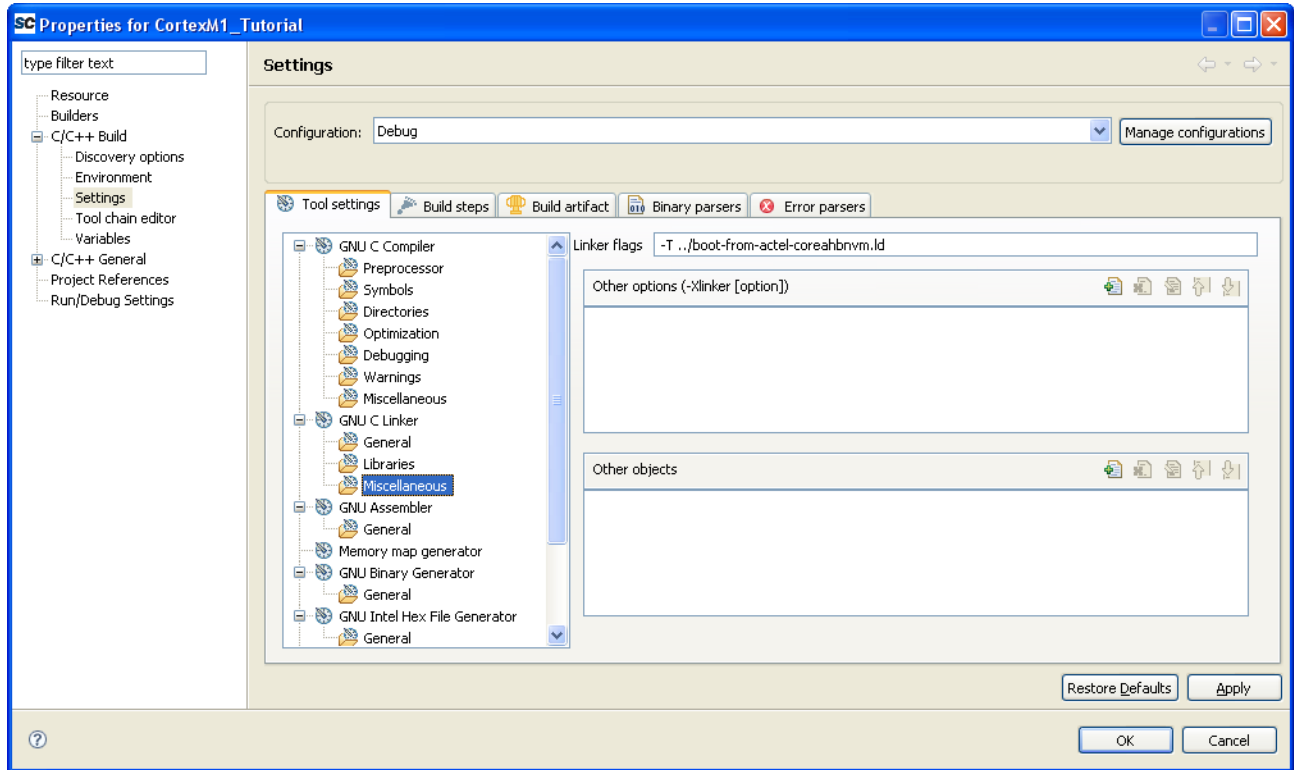 SC Properties for CortexM1_Tutorial
type filter text
Resource
Builders
C/C++ Build
Discovery options
Environment
Settings
Tool chain editor
Variables
C/C++ General
Project References
Run/Debug Settings
Settings
Configuration: Debug
Manage configurations
Tool settings
Build steps
Build artifact
010
Binary parsers
Error parsers
GNU C Compiler
Preprocessor
Symbols
Directories
Optimization
Debugging
Warnings
Miscellaneous
GNU C Linker
General
Libraries
Miscellaneous
GNU Assembler
General
Memory map generator
GNU Binary Generator
General
GNU Intel Hex File Generator
General
Linker flags -T ../boot-from-actel-coreahbnvm.ld
Other options (-Xlinker [option])
Other objects
Restore Defaults
Apply
?
OK
Cancel